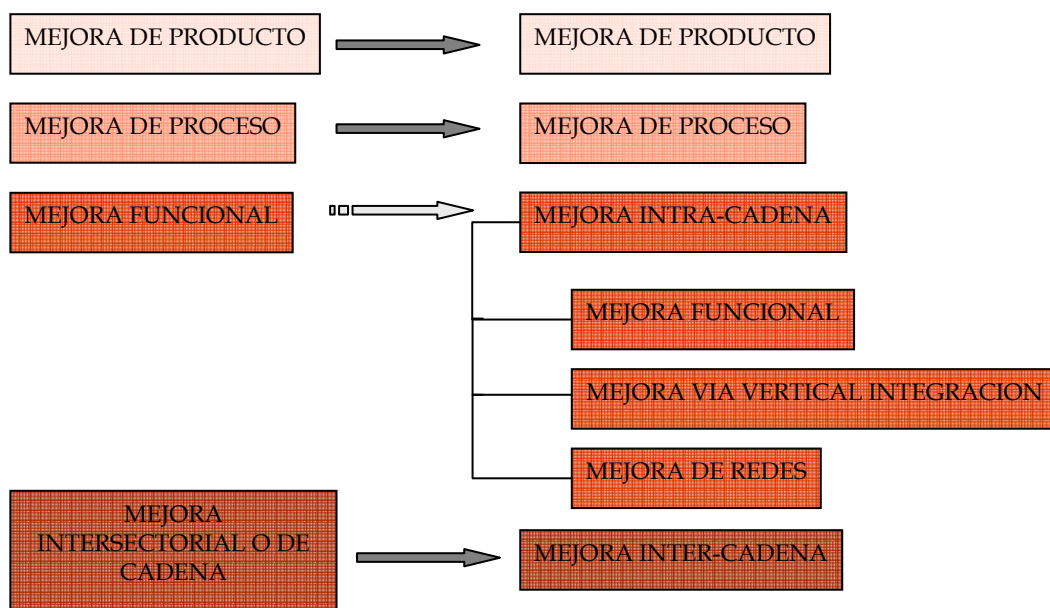 MEJORA DE PRODUCTO
MEJORA DE PRODUCTO
MEJORA DE PROCESO
MEJORA DE PROCESO
MEJORA FUNCIONAL
MEJORA INTRA-CADENA
MEJORA FUNCIONAL
MEJORA VIA VERTICAL INTEGRACION
MEJORA DE REDES
MEJORA
INTERSECTORIAL O DE
CADENA
MEJORA INTER-CADENA